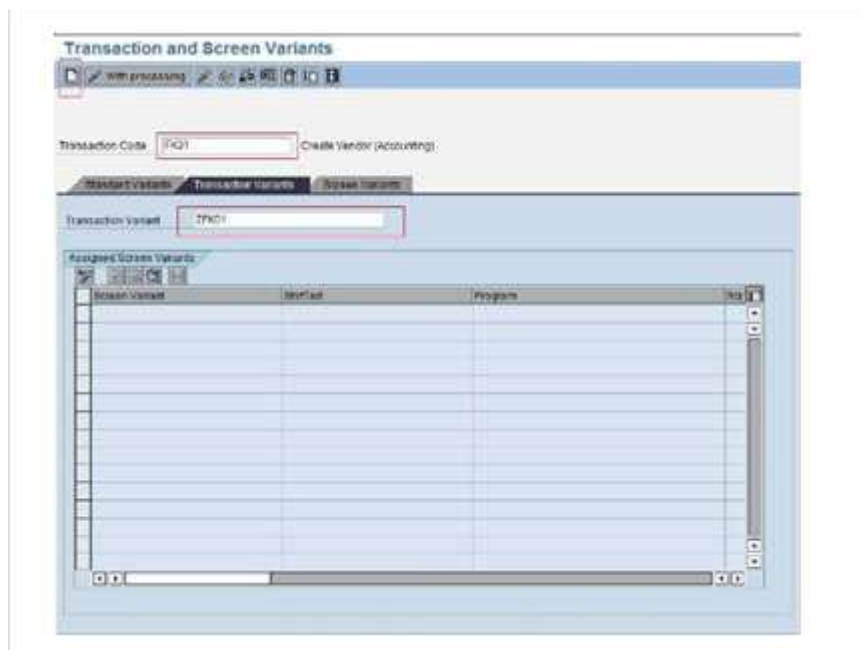 Transaction and Screen Variants
With processing
Transaction Code FK01 Create Vendor (Accounting)
Standard Variants Transaction Variants Screen Variants
Transaction Variant ZFK01
Assigned Screen Variants
Screen Variant ShrtText Program